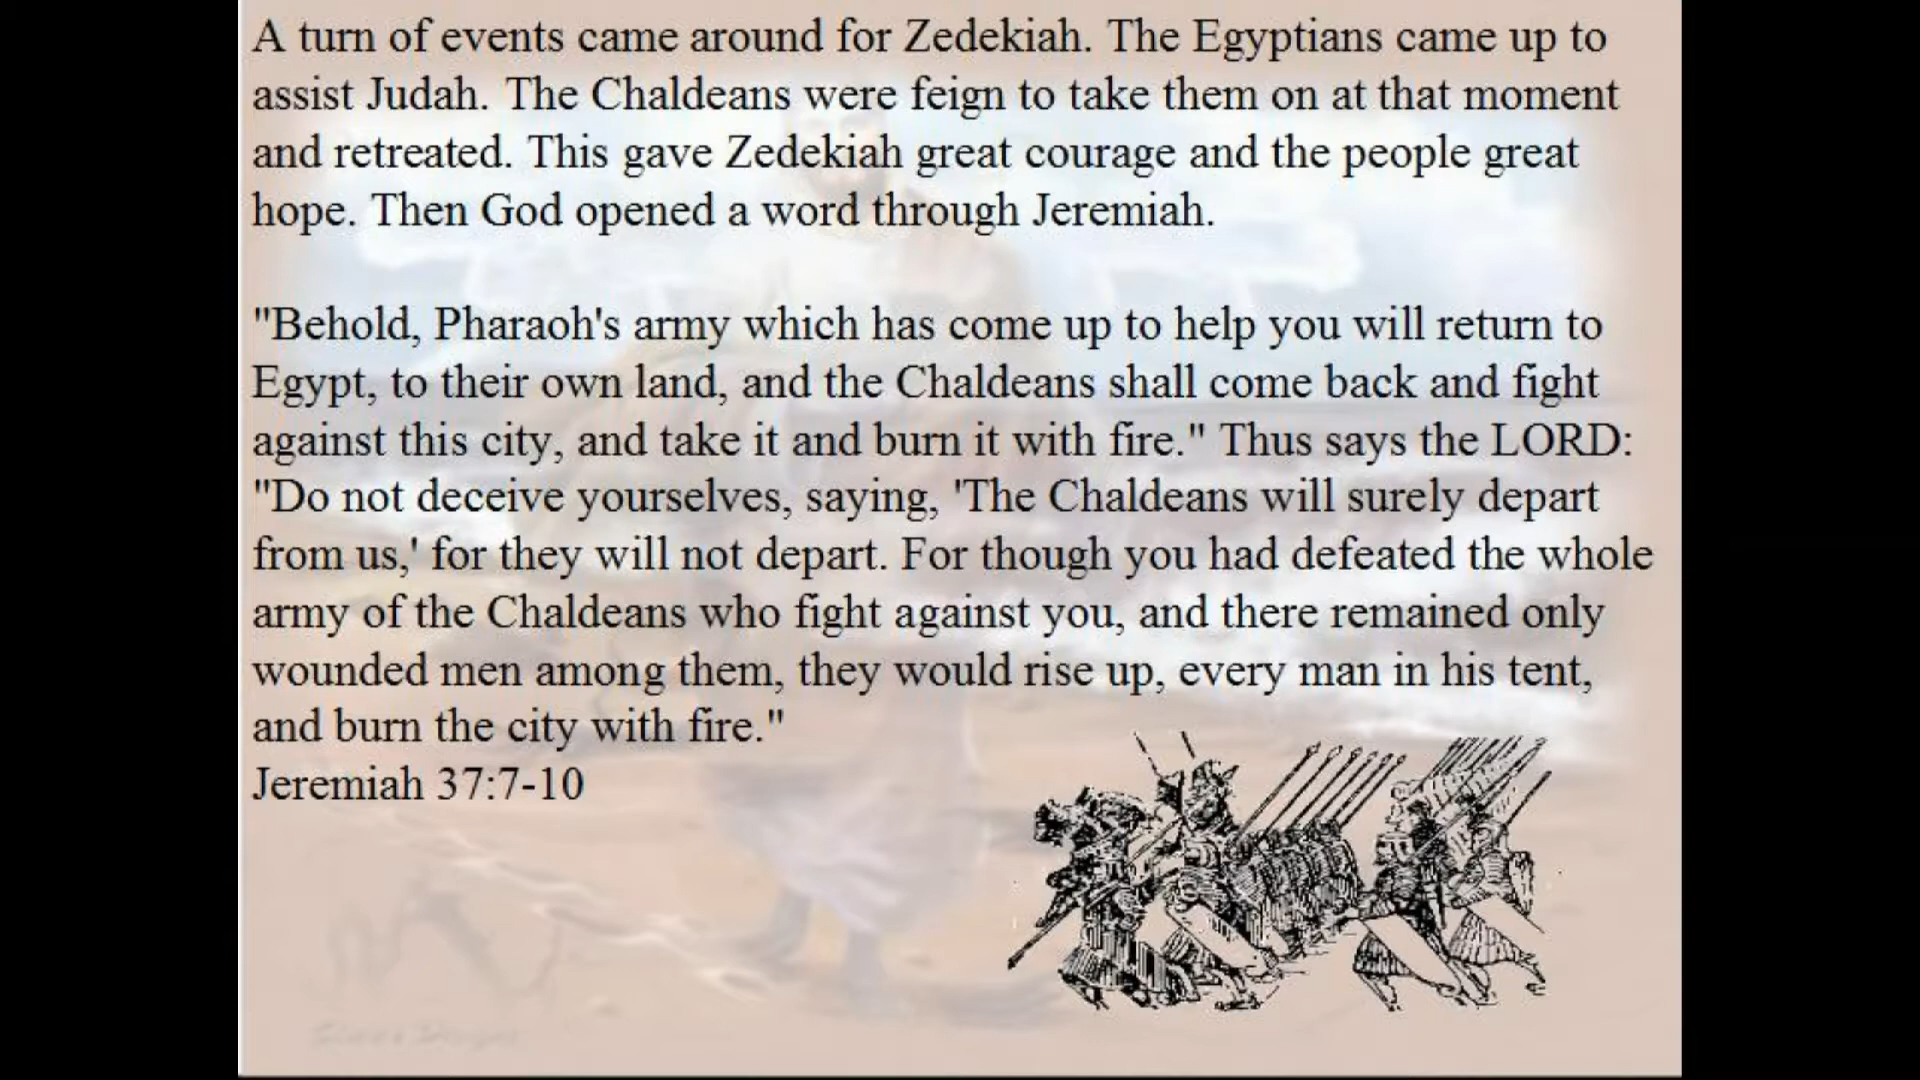 A turn of events came around for Zedekiah. The Egyptians came up to
assist Judah. The Chaldeans were feign to take them on at that moment
and retreated. This gave Zedekiah great courage and the people great
hope. Then God opened a word through Jeremiah.
"Behold, Pharaoh's army which has come up to help you will return to
Egypt, to their own land, and the Chaldeans shall come back and fight
against this city, and take it and burn it with fire." Thus says the LORD:
"Do not deceive yourselves, saying, 'The Chaldeans will surely depart
from us,' for they will not depart. For though you had defeated the whole
army of the Chaldeans who fight against you, and there remained only
wounded men among them, they would rise up, every man in his tent,
and burn the city with fire."
Jeremiah 37:7-10